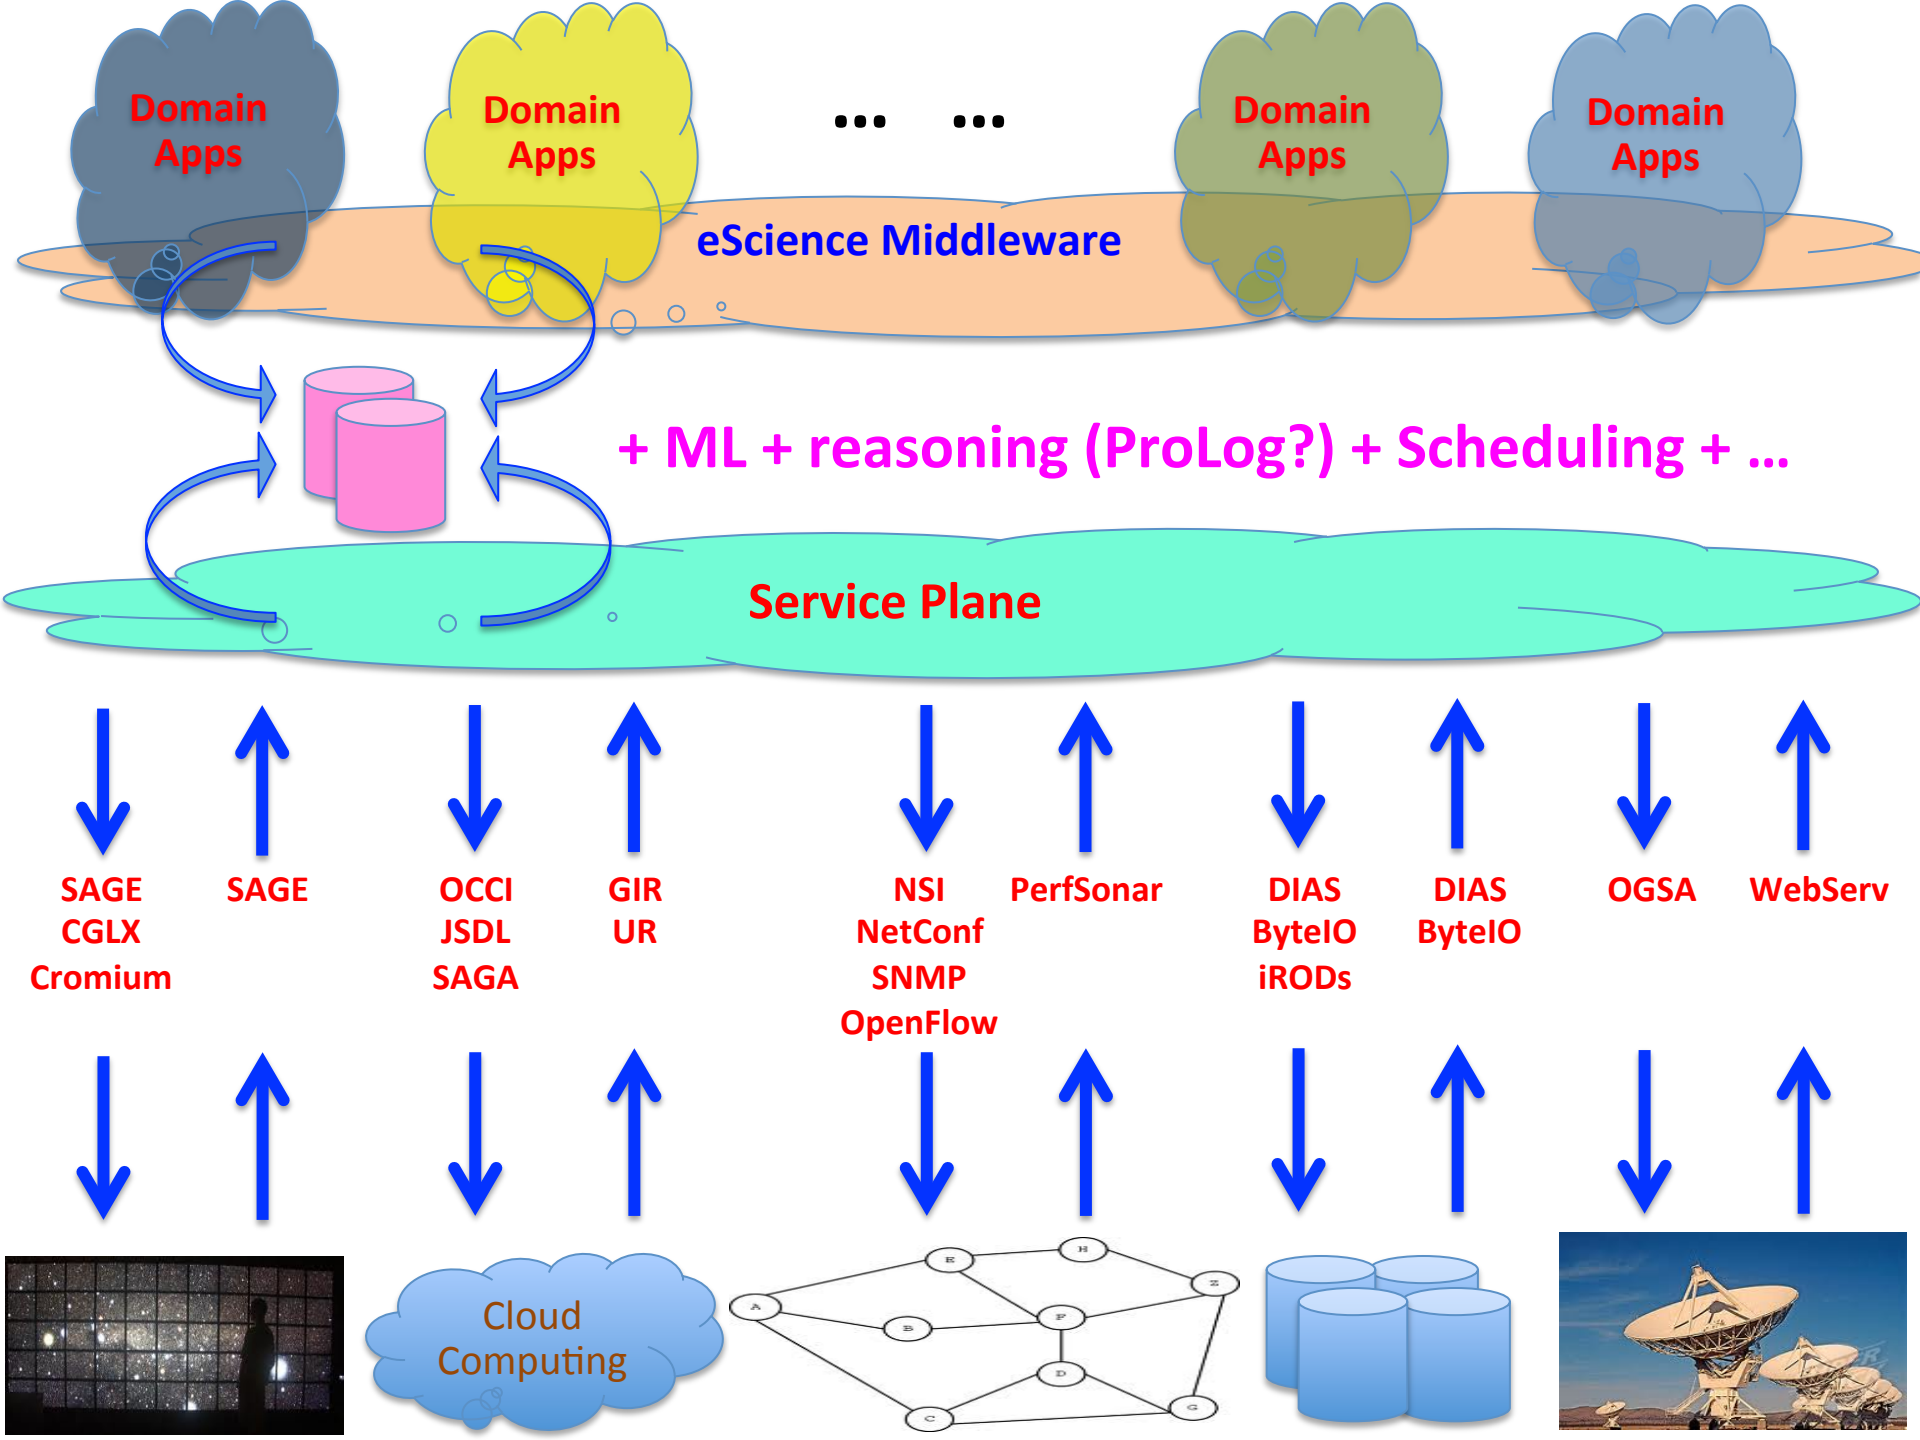 Domain
Apps
Domain
Apps
... ...
Domain
Apps
Domain
Apps
eScience Middleware
+ ML + reasoning (ProLog?) + Scheduling + ...
Service Plane
SAGE
CGLX
Cromium
SAGE
OCCI
JSDL
SAGA
GIR
UR
NSI
NetConf
SNMP
OpenFlow
PerfSonar
DIAS
ByteIO
iRODs
DIAS
ByteIO
OGSA
WebServ
Cloud
Computing
A
E
H
Z
B
F
D
C
G